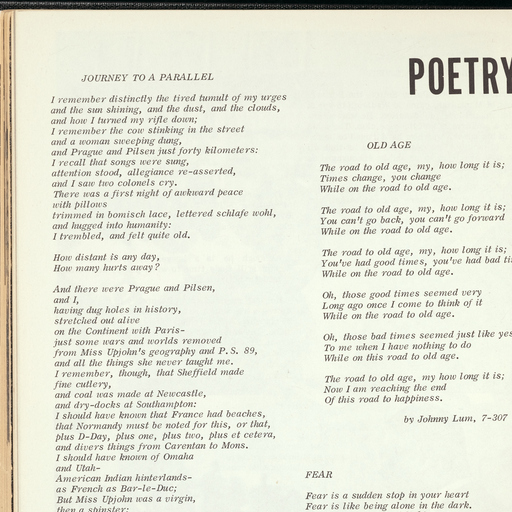 JOURNEY TO A PARALLEL
I remember distinctly the tired tumult of my urges
and the sun shining, and the dust, and the clouds,
and how I turned my rifle down;
I remember the cow stinking in the street
and a woman sweeping dung,
and Prague and Pilsen just forty kilometers:
I recall that songs were sung,
attention stood, allegiance re-asserted,
and I saw two colonels cry.
There was a first night of awkward peace
with pillows
trimmed in bomisch lace, lettered schlafe wohl,
and hugged into humanity:
I trembled, and felt quite old.
How distant is any day,
How many hurts away?
And there were Prague and Pilsen,
and I,
having dug holes in history,
stretched out alive
on the Continent with Paris-
just some wars and worlds removed
from Miss Upjohn's geography and P. S. 89,
and all the things she never taught me.
I remember, though, that Sheffield made
fine cutlery,
and coal was made at Newcastle,
and dry-docks at Southampton:
I should have known that France had beaches,
that Normandy must be noted for this, or that,
plus D-Day, plus one, plus two, plus et cetera,
and divers things from Carentan to Mons.
I should have known of Omaha
and Utah-
American Indian hinterlands-
as French as Bar-le-Duc;
But Miss Upjohn was a virgin,
then a spinster;
POETRY
OLD AGE
The road to old age, my, how long it is;
Times change, you change
While on the road to old age.
The road to old age, my, how long it is;
You can't go back, you can't go forward
While on the road to old age.
The road to old age, my, how long it is;
You've had good times, you've had bad ti
While on the road to old age.
Oh, those good times seemed very
Long ago once I come to think of it
While on the road to old age.
Oh, those bad times seemed just like yes
To me when I have nothing to do
While on this road to old age.
The road to old age, my how long it is;
Now I am reaching the end
Of this road to happiness.
by Johnny Lum, 7-307
FEAR
Fear is a sudden stop in your heart
Fear is like being alone in the dark.